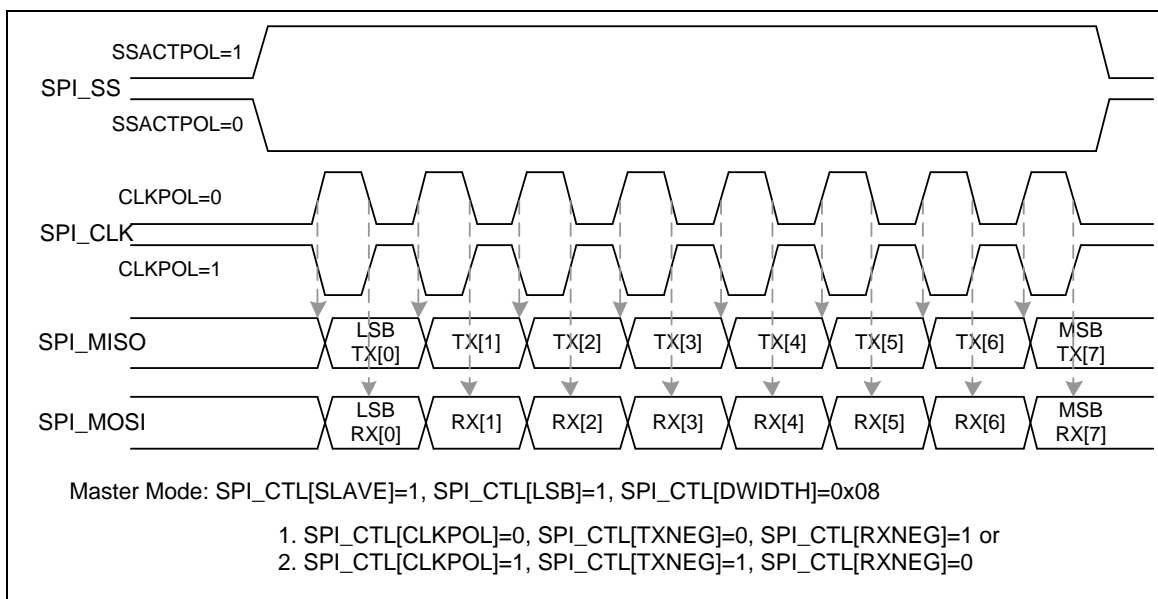 SSACTPOL=1
SPI_SS
SSACTPOL=0
CLKPOL=0
SPI_CLK
CLKPOL=1
SPI_MISO
LSB
TX[0]
TX[1]
TX[2]
TX[3]
TX[4]
TX[5]
TX[6]
MSB
TX[7]
SPI_MOSI
LSB
RX[0]
RX[1]
RX[2]
RX[3]
RX[4]
RX[5]
RX[6]
MSB
RX[7]
Master Mode: SPI_CTL[SLAVE]=1, SPI_CTL[LSB]=1, SPI_CTL[DWIDTH]=0x08
1. SPI_CTL[CLKPOL]=0, SPI_CTL[TXNEG]=0, SPI_CTL[RXNEG]=1 or
2. SPI_CTL[CLKPOL]=1, SPI_CTL[TXNEG]=1, SPI_CTL[RXNEG]=0